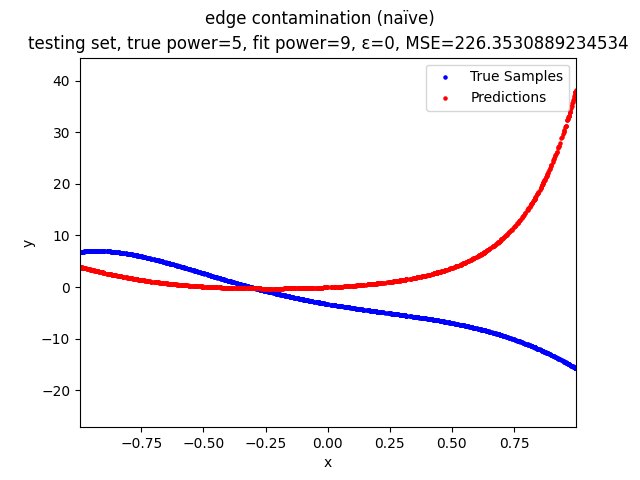 edge contamination (naïve)
testing set, true power=5, fit power=9, ε=0, MSE=226.3530889234534
True Samples
Predictions
40
30
20
10
0
−10
−20
y
−0.75 −0.50 −0.25 0.00 0.25 0.50 0.75
x